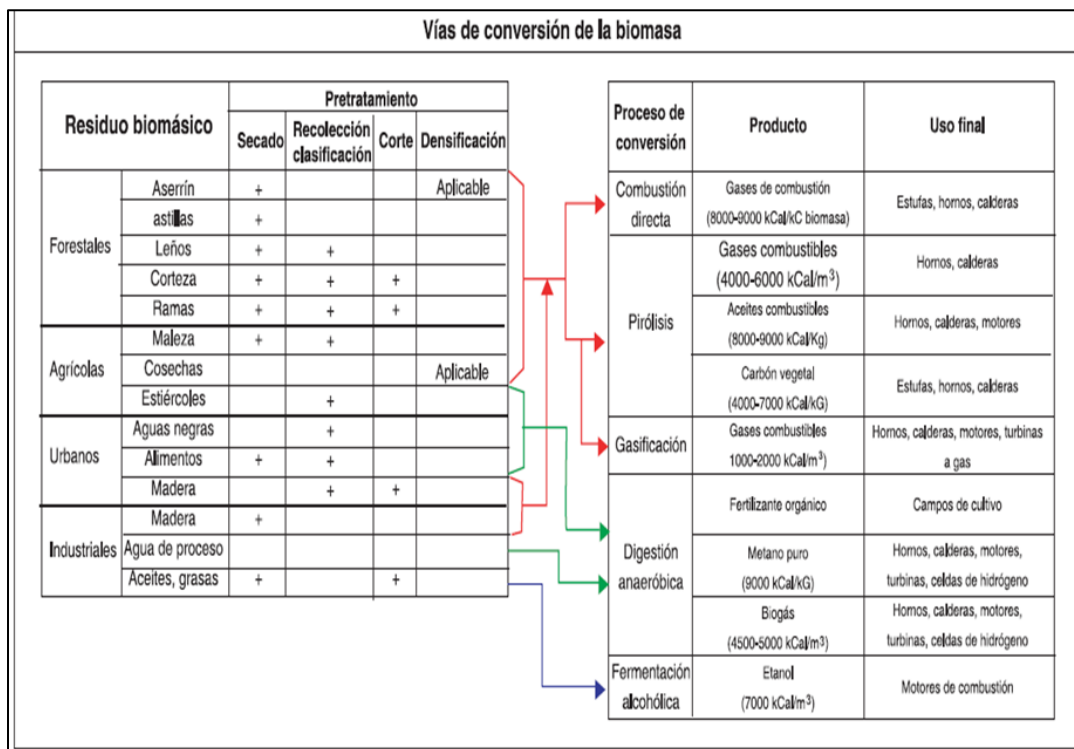 Vías de conversión de la biomasa
Residuo biomásico
Pretratamiento
Secado
Recolección
clasificación
Corte
Densificación
Forestales
Aserrín + Aplicable
astillas +
Leños + +
Corteza + + +
Ramas + + +
Agrícolas
Maleza + +
Cosechas Aplicable
Estiércoles +
Urbanos
Aguas negras +
Alimentos + +
Madera + +
Industriales
Madera +
Agua de proceso
Aceites, grasas + +
Proceso de
conversión
Producto
Uso final
Combustión
directa
Gases de combustión
(8000-9000 kCal/kC biomasa)
Estufas, hornos, calderas
Pirólisis
Gases combustibles
(4000-6000 kCal/m³)
Hornos, calderas
Aceites combustibles
(8000-9000 kCal/Kg)
Hornos, calderas, motores
Carbón vegetal
(4000-7000 kCal/kG)
Estufas, hornos, calderas
Gasificación
Gases combustibles
1000-2000 kCal/m³)
Hornos, calderas, motores, turbinas
a gas
Digestión
anaeróbica
Fertilizante orgánico
Campos de cultivo
Metano puro
(9000 kCal/kG)
Hornos, calderas, motores,
turbinas, celdas de hidrógeno
Biogás
(4500-5000 kCal/m³)
Hornos, calderas, motores,
turbinas, celdas de hidrógeno
Fermentación
alcohólica
Etanol
(7000 kCal/m³)
Motores de combustión